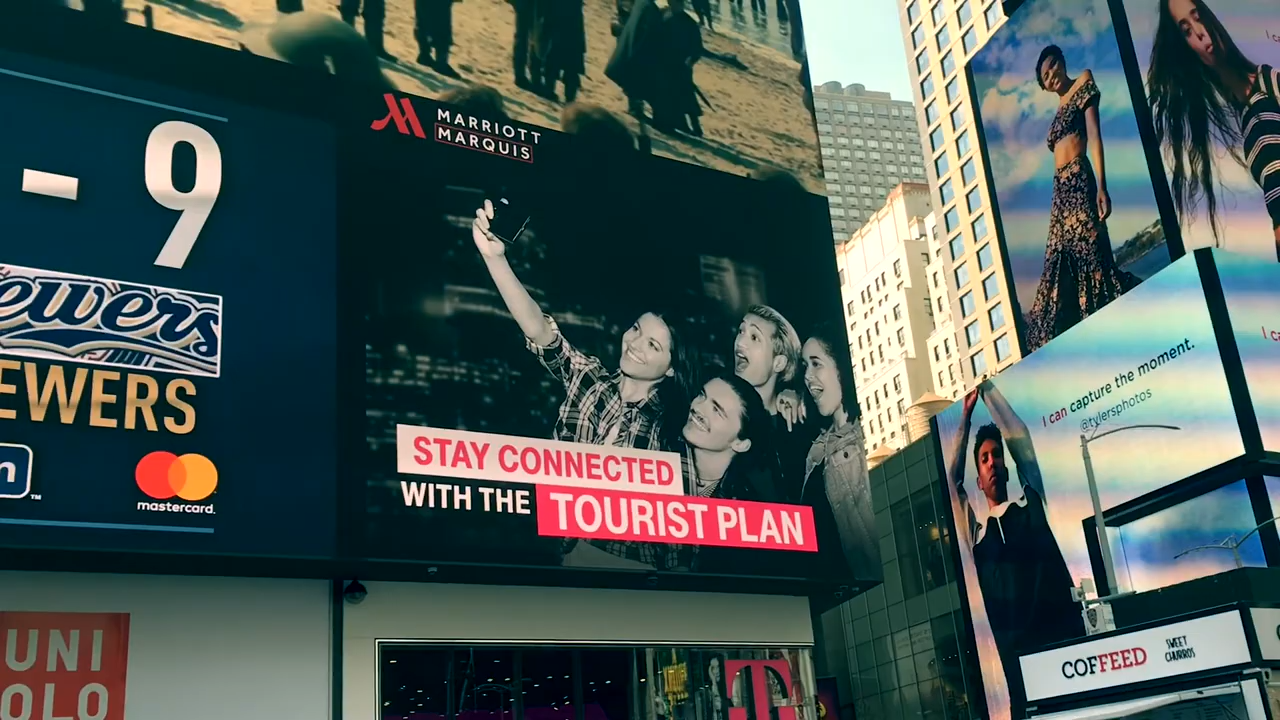 - 9
ewers
EWERS
n
TM
mastercard.
UNI
QLO
MARRIOTT
MARQUIS
STAY CONNECTED
WITH THE TOURIST PLAN
T
I can capture the moment.
@tylersphotos
COFFEED
SWEET
CHURROS
I c
I c